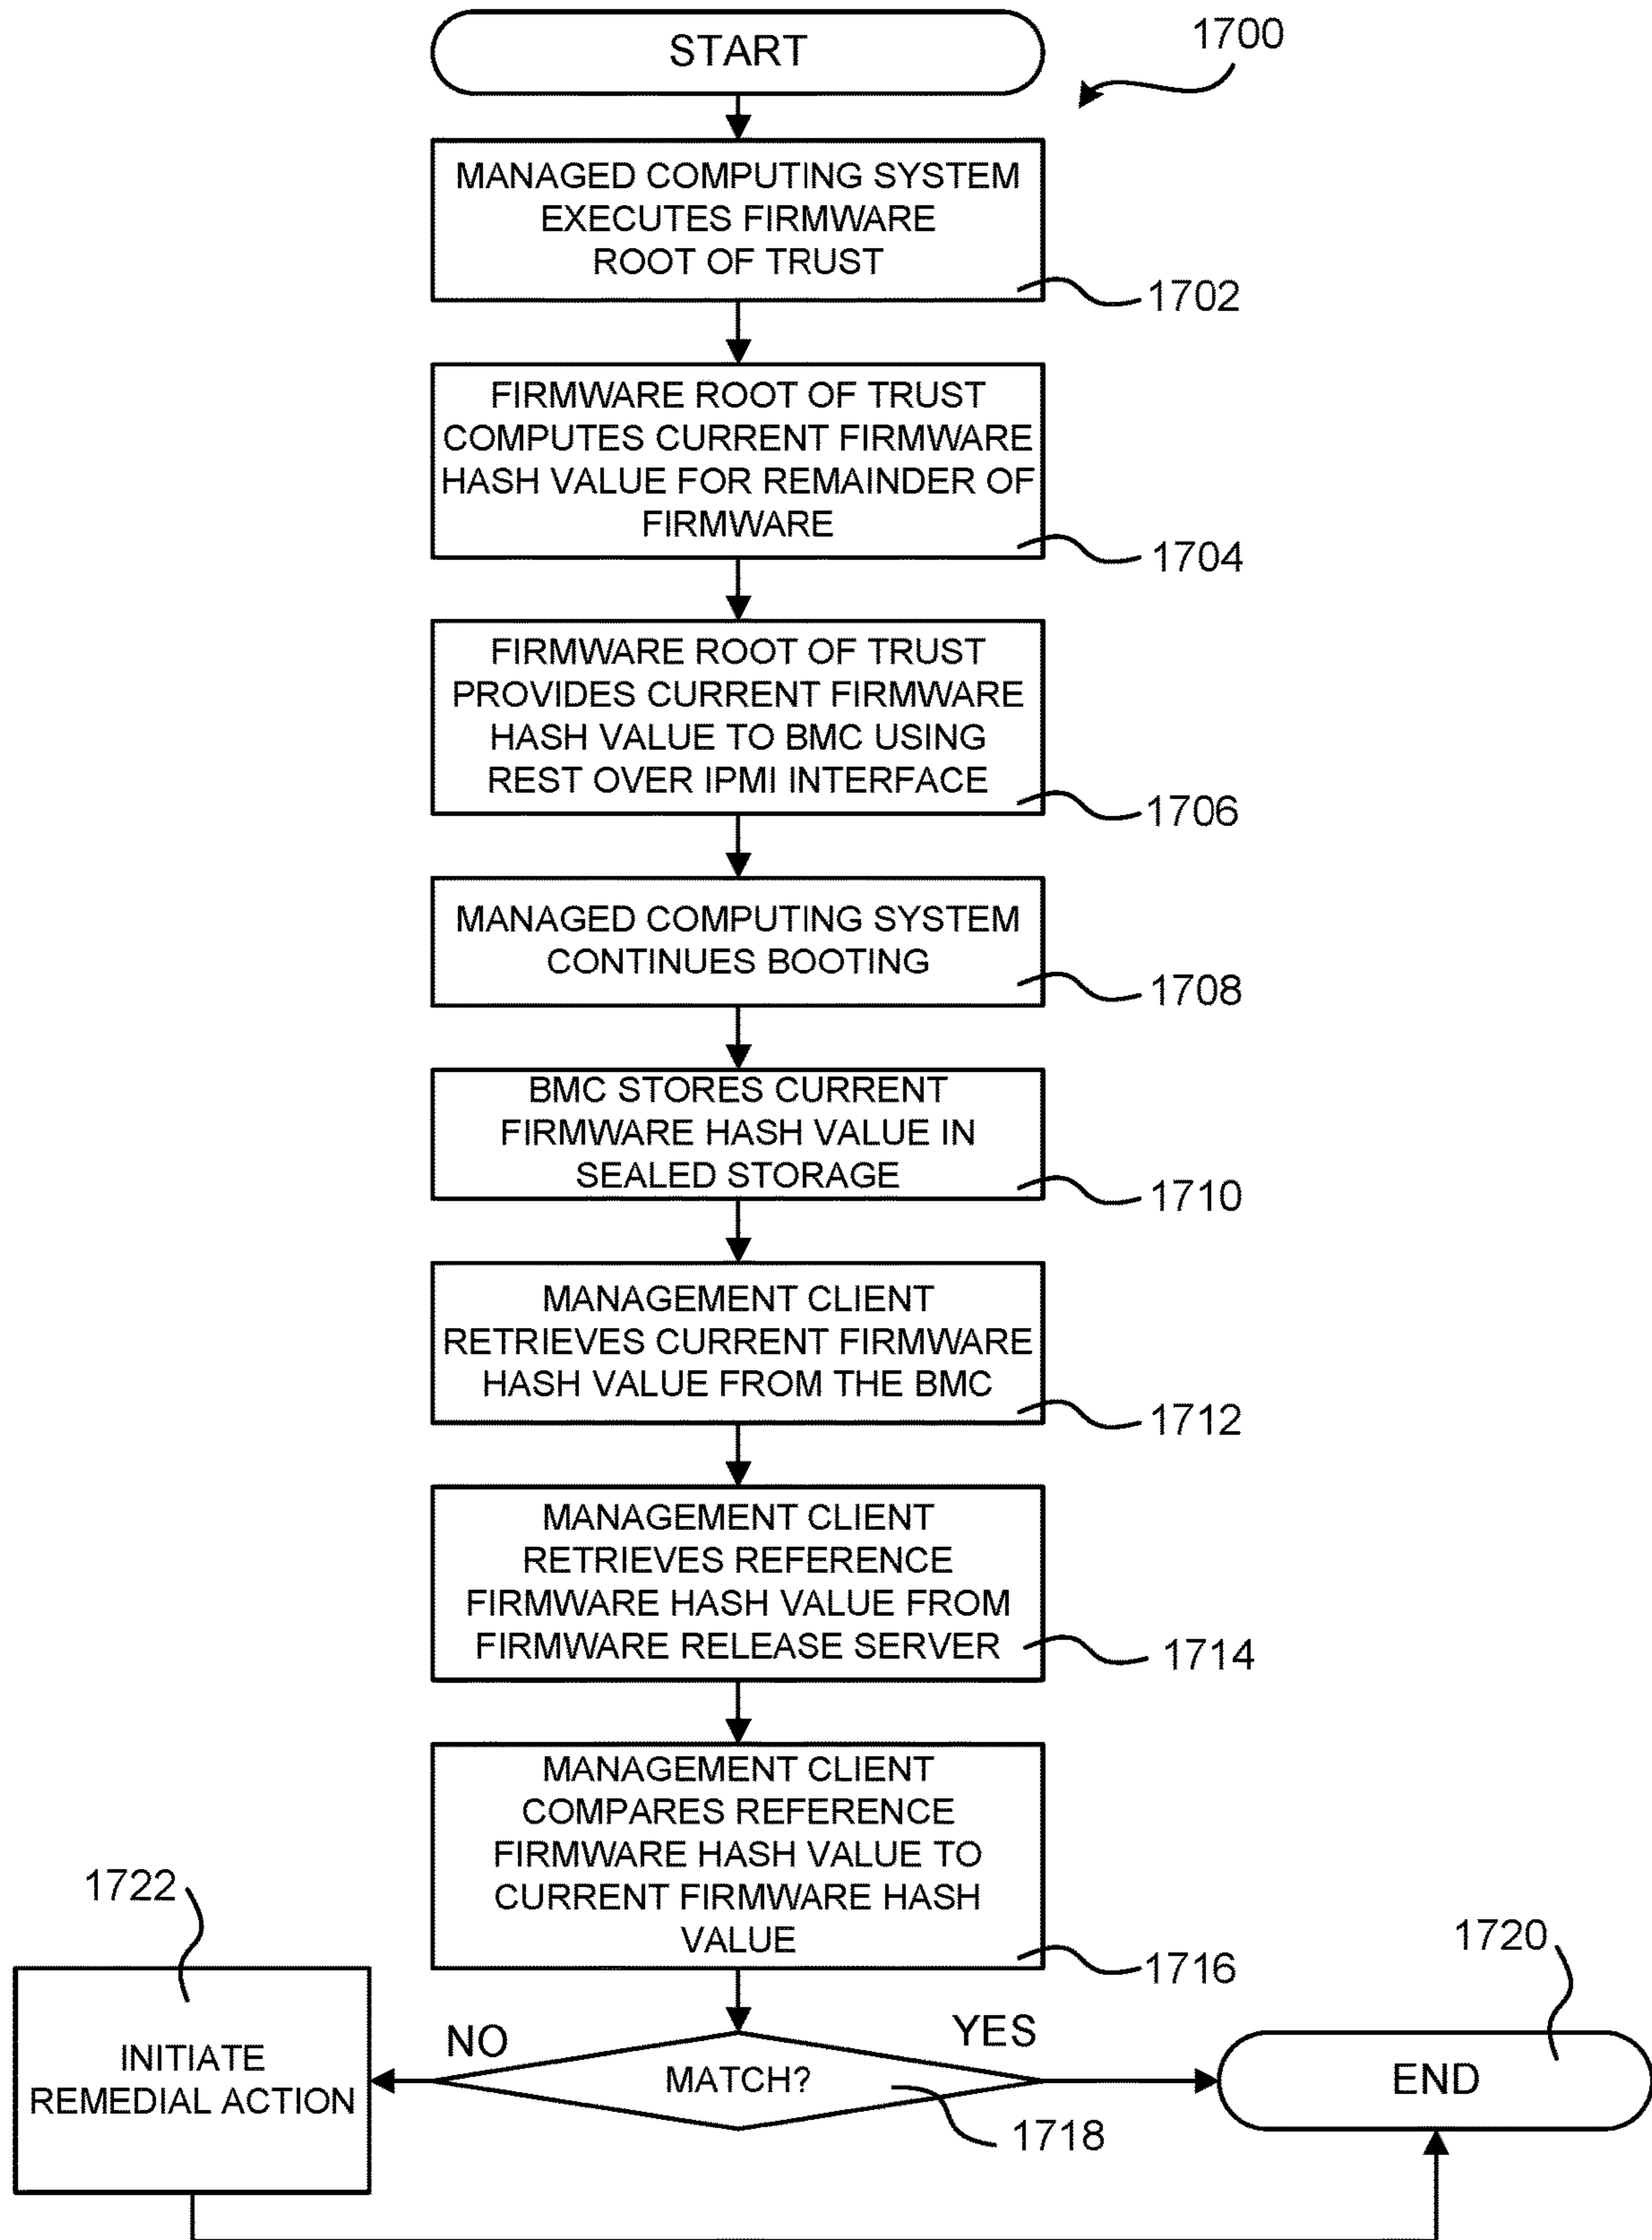 START
1700
MANAGED COMPUTING SYSTEM
EXECUTES FIRMWARE
ROOT OF TRUST
1702
FIRMWARE ROOT OF TRUST
COMPUTES CURRENT FIRMWARE
HASH VALUE FOR REMAINDER OF
FIRMWARE
1704
FIRMWARE ROOT OF TRUST
PROVIDES CURRENT FIRMWARE
HASH VALUE TO BMC USING
REST OVER IPMI INTERFACE
1706
MANAGED COMPUTING SYSTEM
CONTINUES BOOTING
1708
BMC STORES CURRENT
FIRMWARE HASH VALUE IN
SEALED STORAGE
1710
MANAGEMENT CLIENT
RETRIEVES CURRENT FIRMWARE
HASH VALUE FROM THE BMC
1712
MANAGEMENT CLIENT
RETRIEVES REFERENCE
FIRMWARE HASH VALUE FROM
FIRMWARE RELEASE SERVER
1714
MANAGEMENT CLIENT
COMPARES REFERENCE
FIRMWARE HASH VALUE TO
CURRENT FIRMWARE HASH
VALUE
1716
1722
INITIATE
REMEDIAL ACTION
NO
MATCH?
YES
1718
1720
END